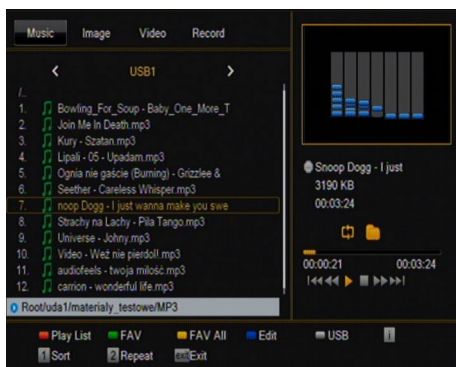 Music Image Video Record
USB1
/..
1. Bowling_For_Soup - Baby_One_More_T
2. Join Me In Death.mp3
3. Kury - Szatan.mp3
4. Lipali - 05 - Upadam.mp3
5. Ognia nie gaście (Burning) - Grizzlee &
6. Seether - Careless Whisper.mp3
7. noop Dogg - I just wanna make you swe
8. Strachy na Lachy - Pila Tango.mp3
9. Universe - Johny.mp3
10. Video - Weź nie pierdol!.mp3
11. audiofeels - twoja milość.mp3
12. carrion - wonderful life.mp3
Root/uda1/materialy_testowe/MP3
Snoop Dogg - I just
3190 KB
00:03:24
00:00:21 00:03:24
Play List FAV FAV All Edit USB i
1 Sort 2 Repeat exit Exit